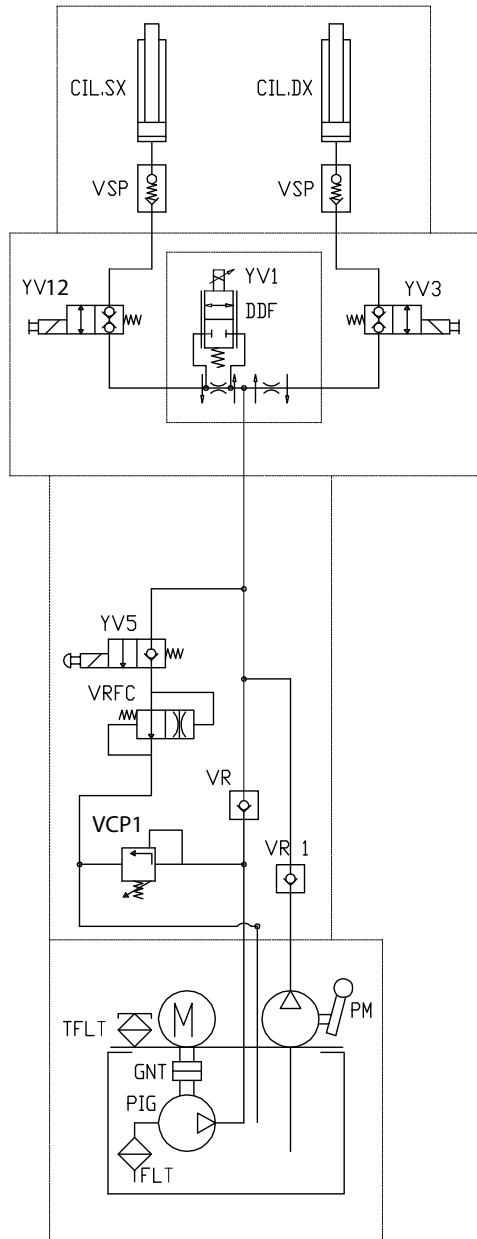 CIL.SX
CIL.DX
VSP
VSP
YV1
YV12
YV3
DDF
YV5
VRFC
VR
VCP1
VR 1
M
PM
TFLT
GNT
PIG
FLT